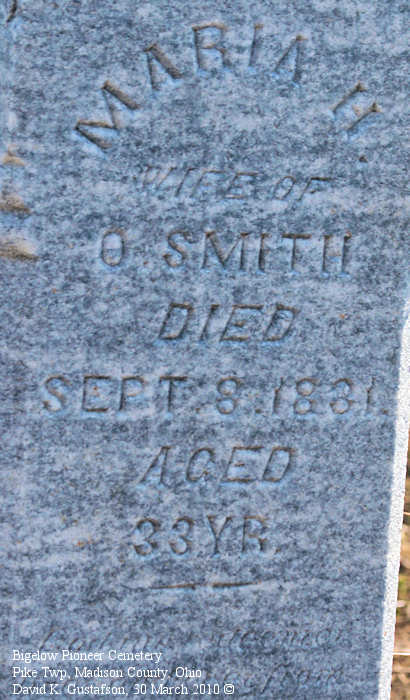 MARIA H.
WIFE OF
O. SMITH
DIED
SEPT. 8. 1831.
AGED
33 YR.
Bigelow Pioneer Cemetery
Pike Twp, Madison County, Ohio
David K. Gustafson, 30 March 2010 ©